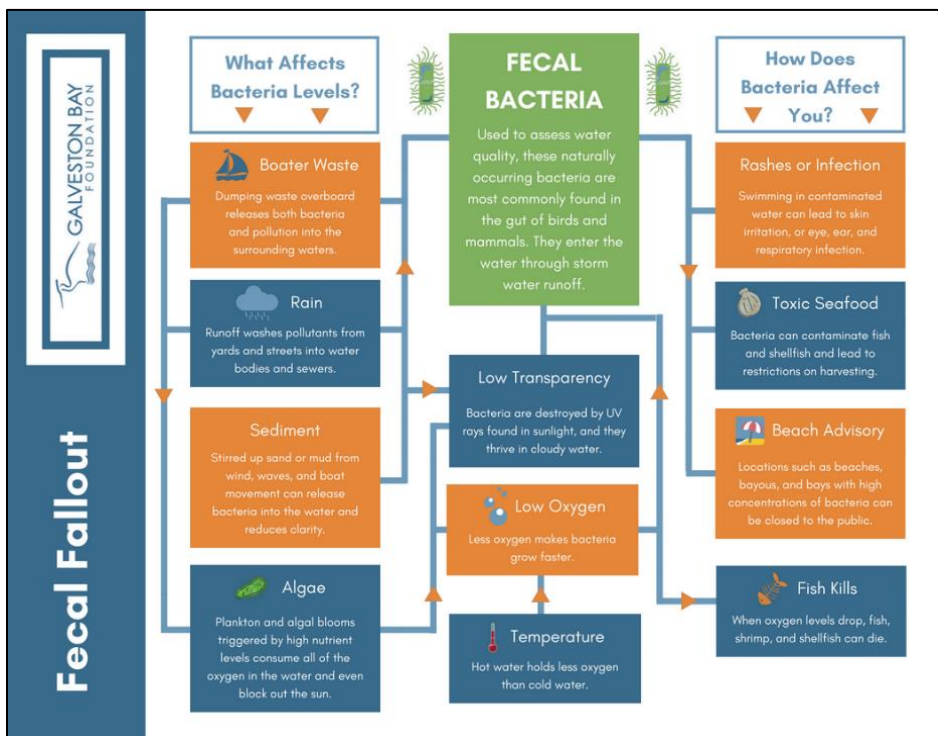 GALVESTON BAY
FOUNDATION
Fecal Fallout
What Affects
Bacteria Levels?
Boater Waste
Dumping waste overboard
releases both bacteria
and pollution into the
surrounding waters.
Rain
Runoff washes pollutants from
yards and streets into water
bodies and sewers.
Sediment
Stirred up sand or mud from
wind, waves, and boat
movement can release
bacteria into the water and
reduces clarity.
Algae
Plankton and algal blooms
triggered by high nutrient
levels consume all of the
oxygen in the water and even
block out the sun.
FECAL
BACTERIA
Used to assess water
quality, these naturally
occurring bacteria are
most commonly found in
the gut of birds and
mammals. They enter the
water through storm
water runoff.
Low Transparency
Bacteria are destroyed by UV
rays found in sunlight, and they
thrive in cloudy water.
Low Oxygen
Less oxygen makes bacteria
grow faster.
Temperature
Hot water holds less oxygen
than cold water.
How Does
Bacteria Affect
You?
Rashes or Infection
Swimming in contaminated
water can lead to skin
irritation, or eye, ear, and
respiratory infection.
Toxic Seafood
Bacteria can contaminate fish
and shellfish and lead to
restrictions on harvesting.
Beach Advisory
Locations such as beaches,
bayous, and bays with high
concentrations of bacteria can
be closed to the public.
Fish Kills
When oxygen levels drop, fish,
shrimp, and shellfish can die.